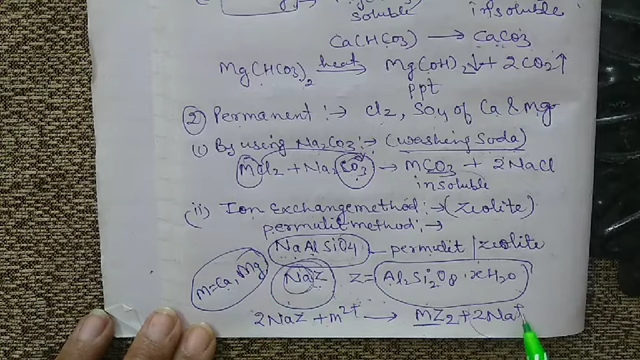 soluble insoluble
Ca(HCO3) → CaCO3
Mg(HCO3)2 heat→ Mg(OH)2↓ + 2CO2↑
ppt
② Permanent :→ Cl2, SO4 of Ca & Mg
(i) By using Na2CO3 :→ (washing soda)
MCl2 + Na2CO3 → MCO3 + 2NaCl
insoluble
(ii) Ion Exchange method :→ (Zeolite)
permutit method :→
NaAlSiO4 permutit / zeolite
M=Ca, Mg NaZ Z= Al2Si2O8.xH2O
2NaZ + M2+ → MZ2 + 2Na+